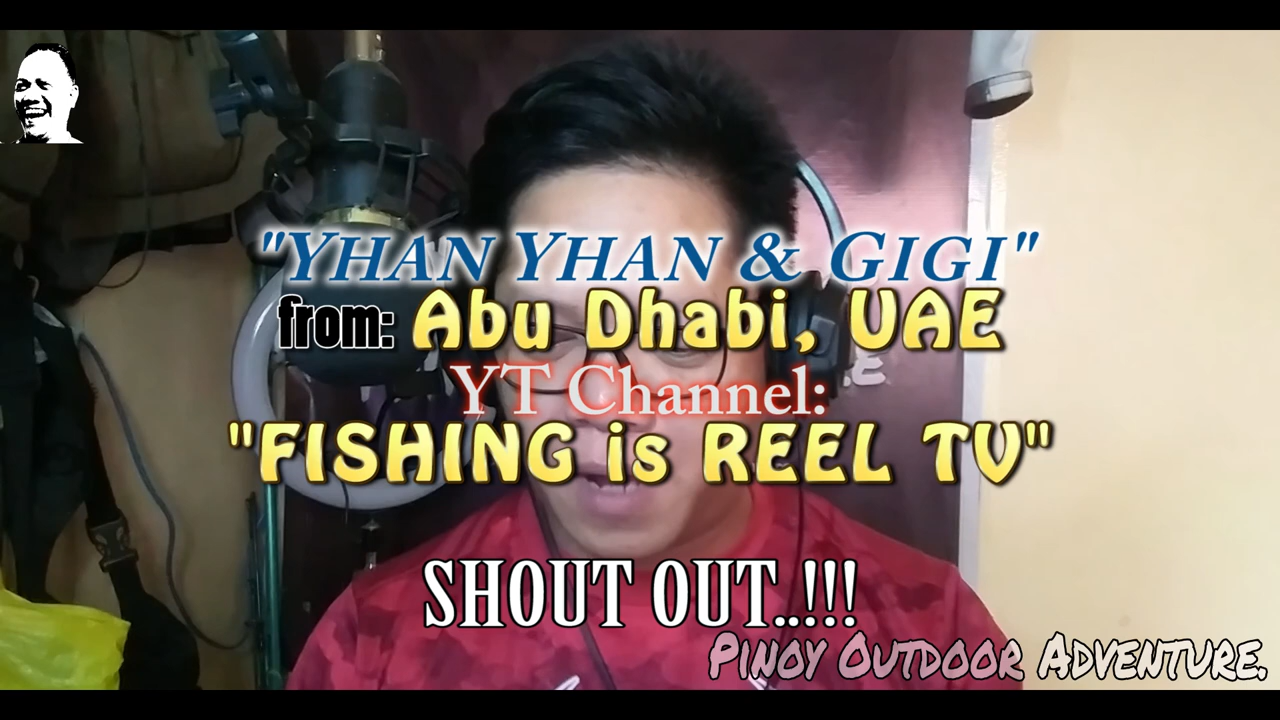 "YHAN YHAN & GIGI"
from: Abu Dhabi, UAE
YT Channel:
"FISHING is REEL TV"
SHOUT OUT..!!!
PINOY OUTDOOR ADVENTURE.